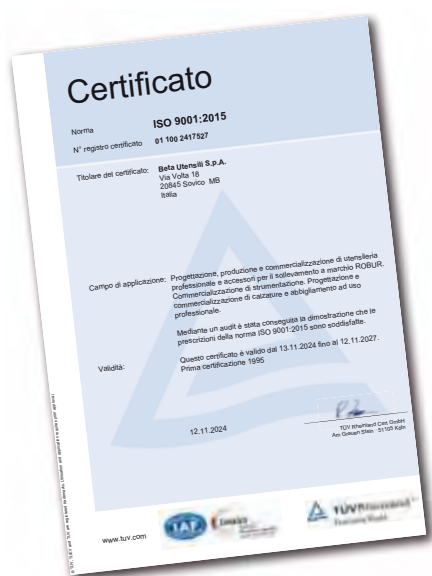 Certificato
Norma ISO 9001:2015
N° registro certificato 01 100 2417527
Titolare del certificato: Beta Utensili S.p.A.
Via Volta 18
20845 Sovico MB
Italia
Campo di applicazione: Progettazione, produzione e commercializzazione di utensileria
professionale e accessori per il sollevamento a marchio ROBUR.
Commercializzazione di strumentazione. Progettazione e
commercializzazione di calzature e abbigliamento ad uso
professionale.
Mediante un audit è stata conseguita la dimostrazione che le
prescrizioni della norma ISO 9001:2015 sono soddisfatte.
Validità: Questo certificato è valido dal 13.11.2024 fino al 12.11.2027.
Prima certificazione 1995
12.11.2024
TÜV Rheinland Cert GmbH
Am Grauen Stein · 51105 Köln
www.tuv.com
IAF
TÜVRheinland